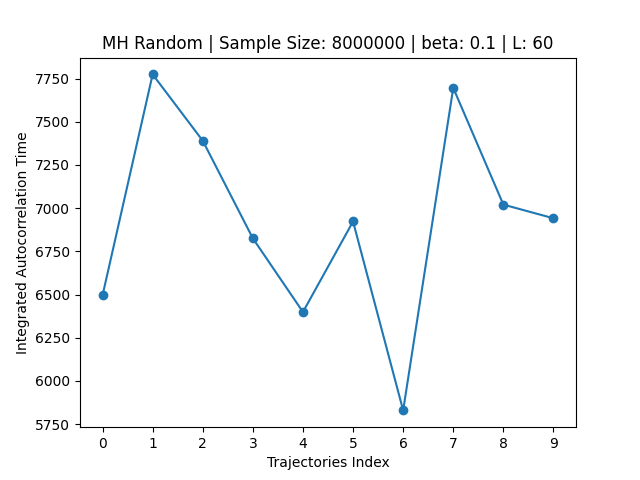 MH Random | Sample Size: 8000000 | beta: 0.1 | L: 60
Integrated Autocorrelation Time
7750
7500
7250
7000
6750
6500
6250
6000
5750
0 1 2 3 4 5 6 7 8 9
Trajectories Index